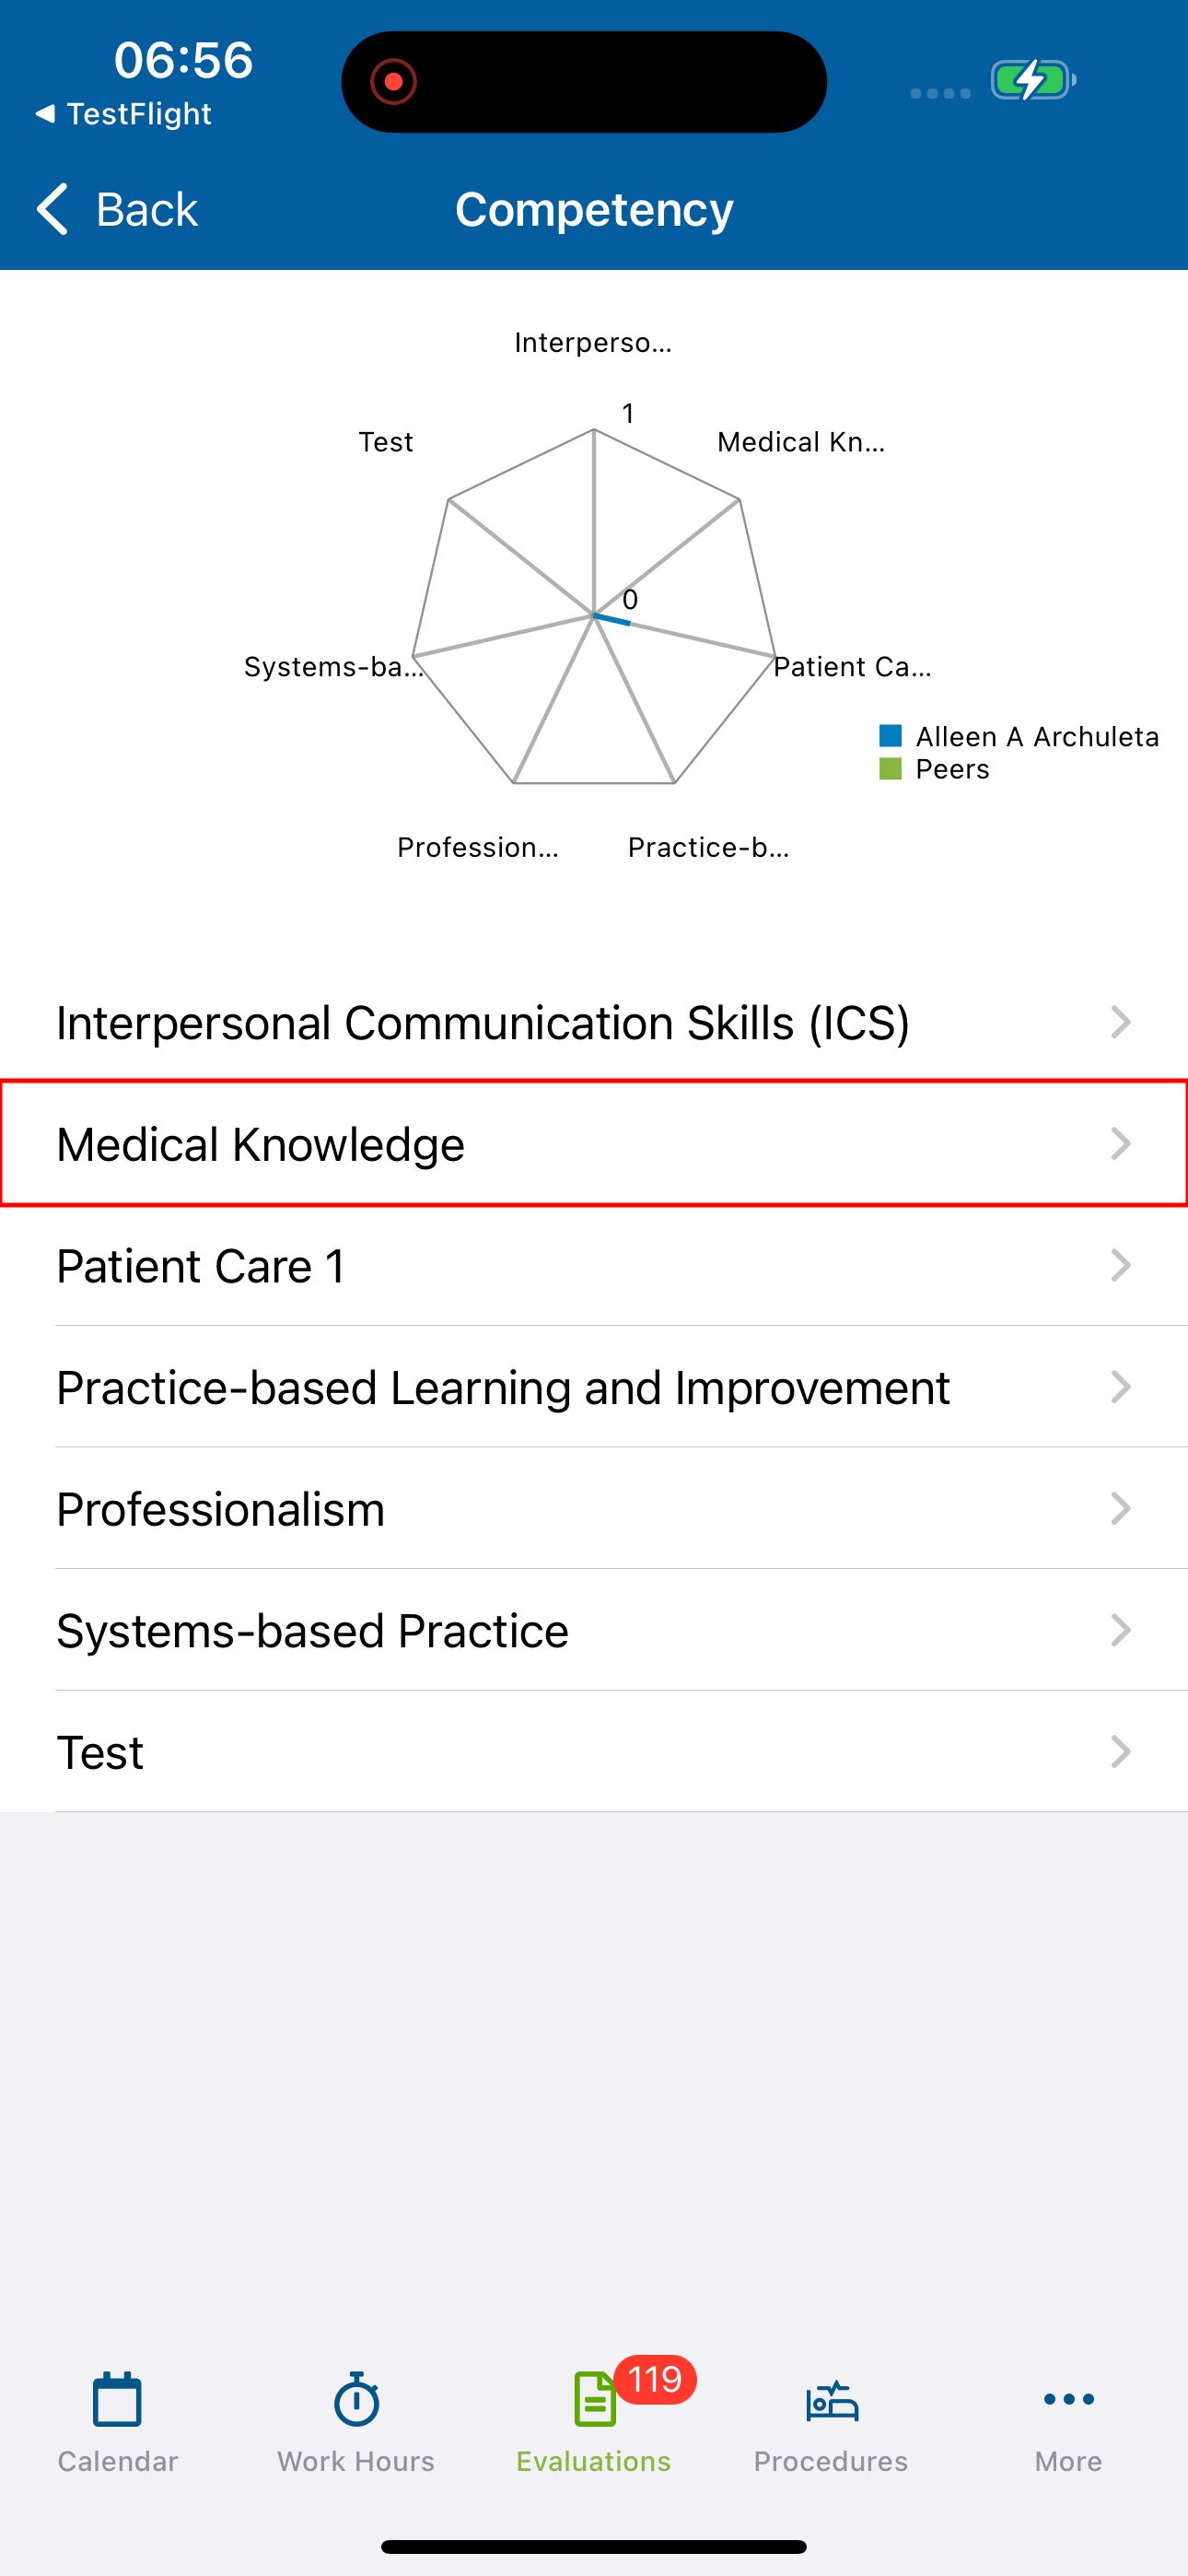 06:56
◀ TestFlight
Back
Competency
Interperso...
1
Test
Medical Kn...
0
Systems-ba...
Patient Ca...
Alleen A Archuleta
Peers
Profession...
Practice-b...
Interpersonal Communication Skills (ICS)
Medical Knowledge
Patient Care 1
Practice-based Learning and Improvement
Professionalism
Systems-based Practice
Test
119
Calendar
Work Hours
Evaluations
Procedures
More